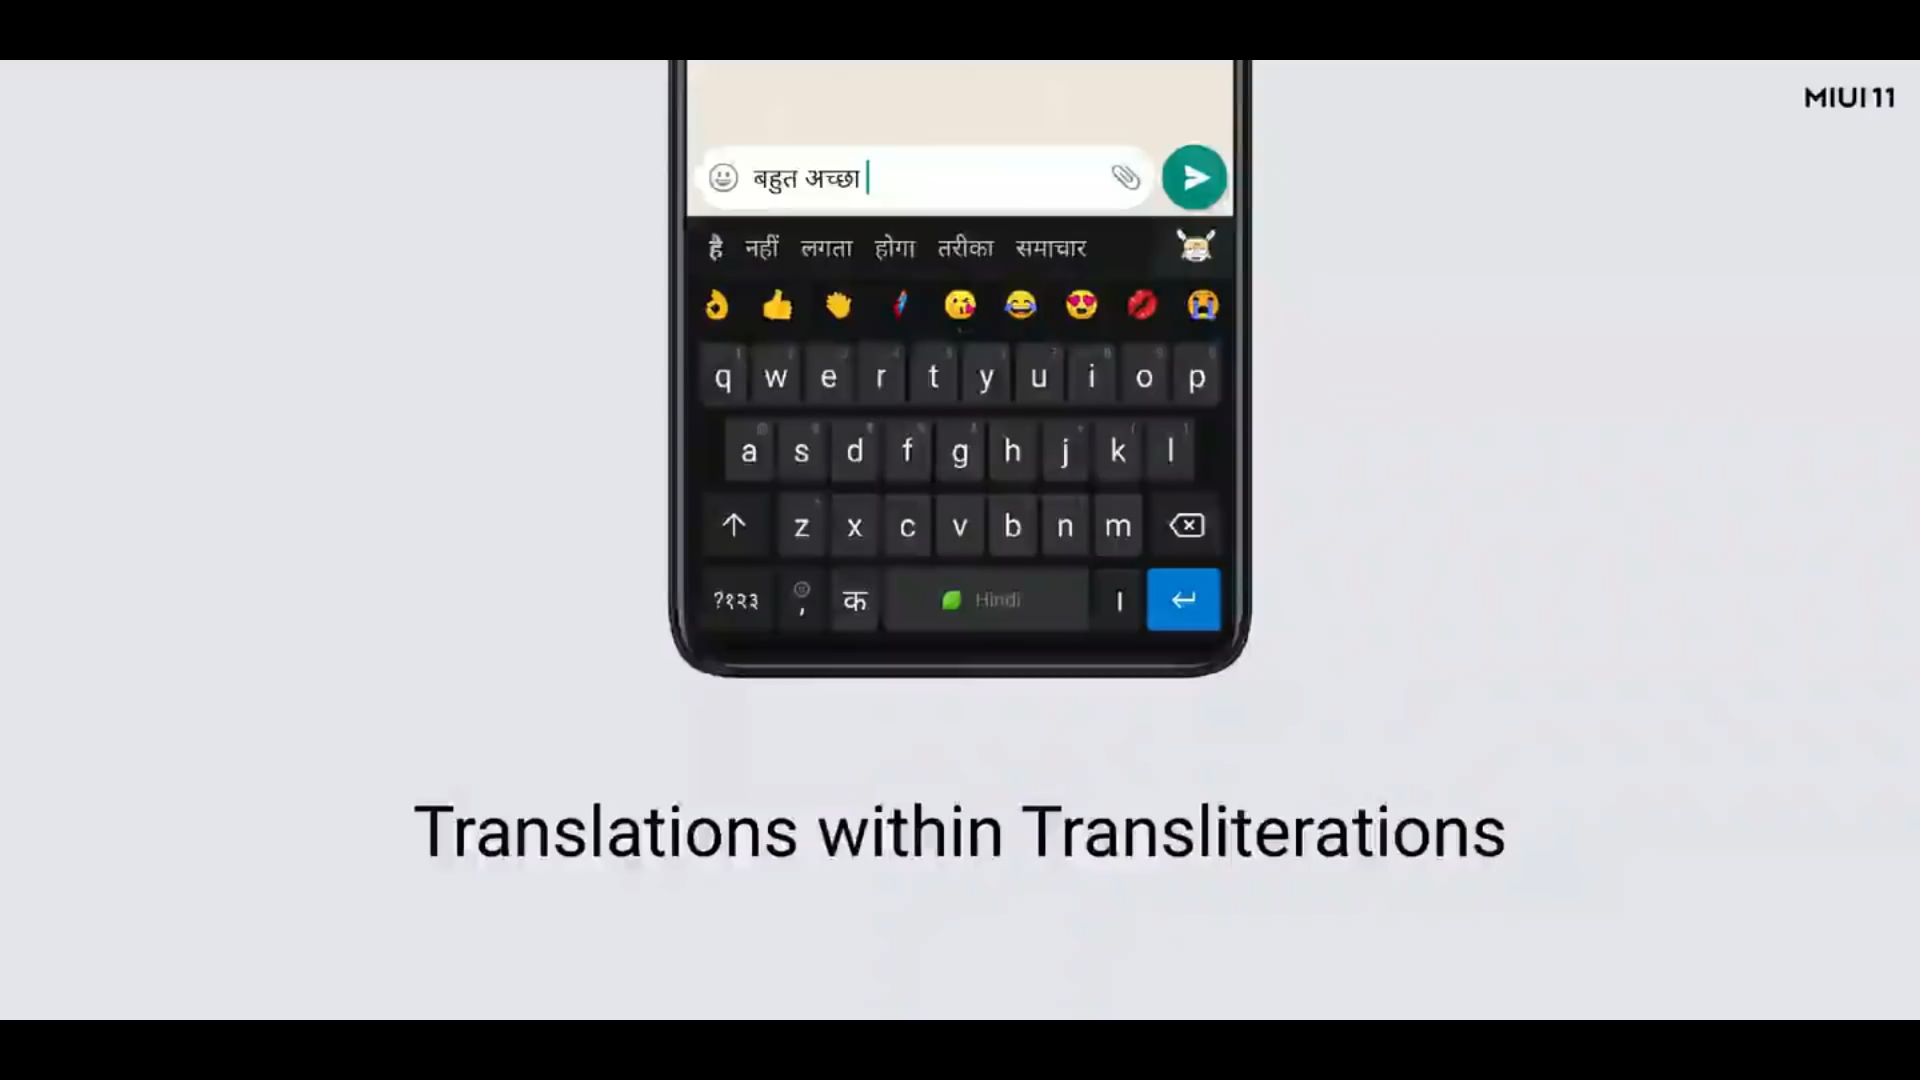 MIUI 11
बहुत अच्छा
है नहीं लगता होगा तरीका समाचार
q w e r t y u i o p
a s d f g h j k l
z x c v b n m
?१२३ , क Hindi ।
Translations within Transliterations